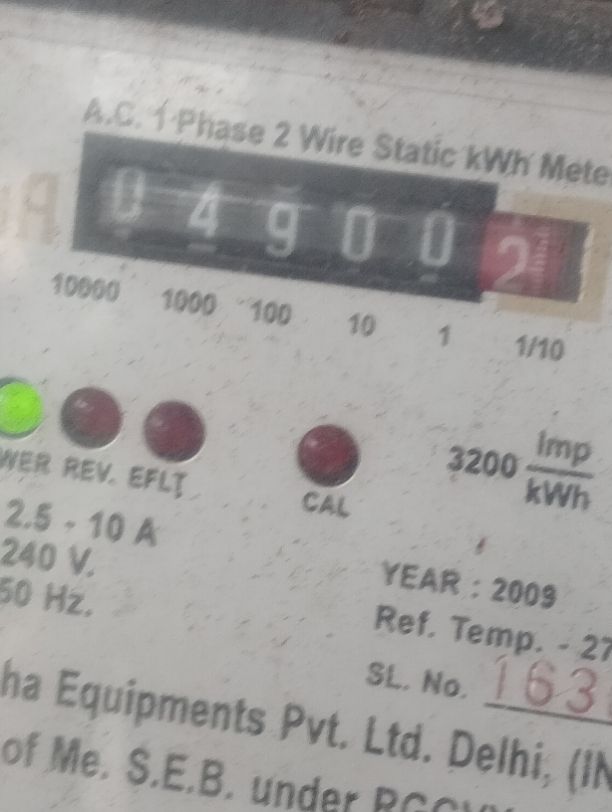 A.C. 1 Phase 2 Wire Static kWh Mete
0 4 9 0 0 2
10000 1000 100 10 1 1/10
3200 Imp/kWh
WER REV. EFLT
CAL
2.5 - 10 A
240 V.
50 Hz.
YEAR : 2009
Ref. Temp. - 27
SL. No. 163
ha Equipments Pvt. Ltd. Delhi, (IN
of Me. S.E.B. under RGGV